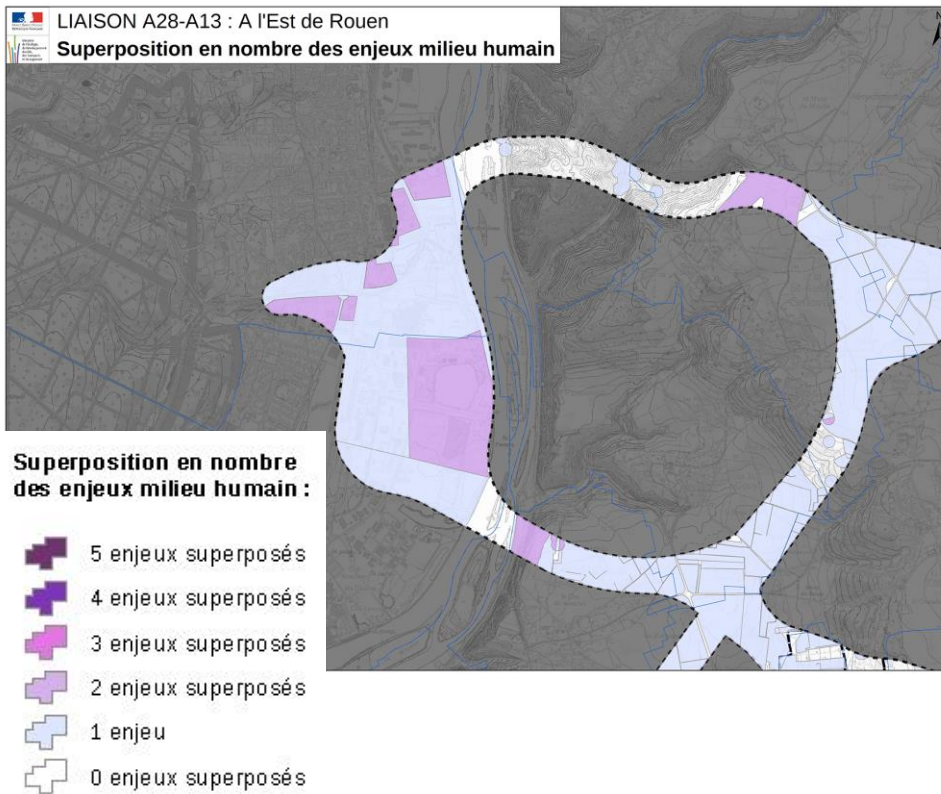 LIAISON A28-A13 : A l'Est de Rouen
Superposition en nombre des enjeux milieu humain
N
Superposition en nombre
des enjeux milieu humain :
5 enjeux superposés
4 enjeux superposés
3 enjeux superposés
2 enjeux superposés
1 enjeu
0 enjeux superposés